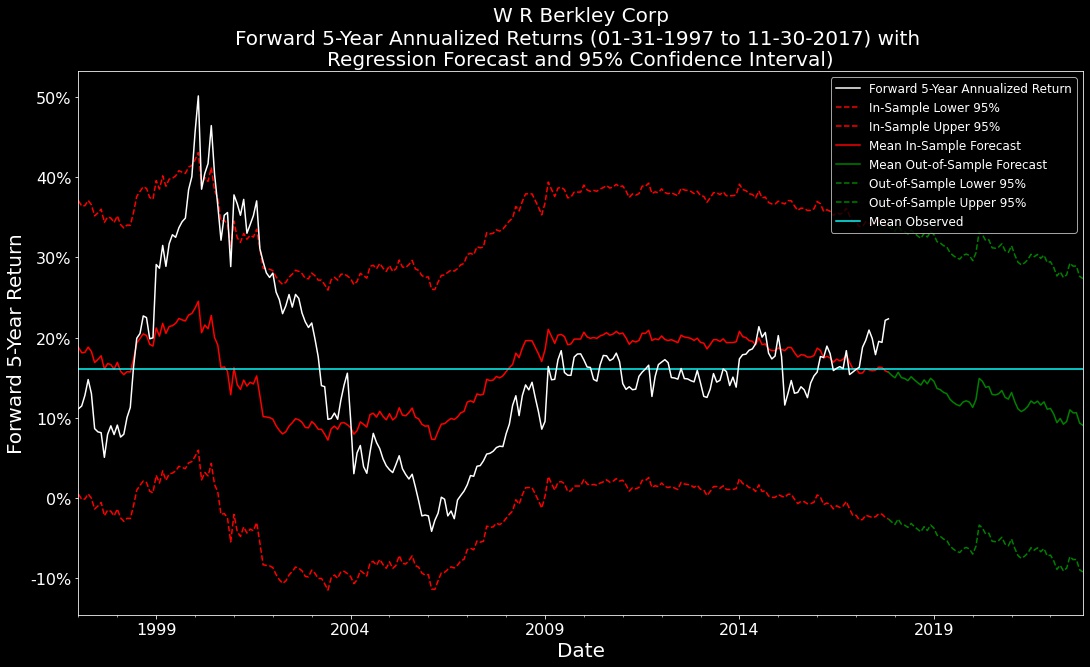 W R Berkley Corp
Forward 5-Year Annualized Returns (01-31-1997 to 11-30-2017) with
Regression Forecast and 95% Confidence Interval)
Forward 5-Year Annualized Return
In-Sample Lower 95%
In-Sample Upper 95%
Mean In-Sample Forecast
Mean Out-of-Sample Forecast
Out-of-Sample Lower 95%
Out-of-Sample Upper 95%
Mean Observed
Forward 5-Year Return
50%
40%
30%
20%
10%
0%
-10%
1999 2004 2009 2014 2019
Date